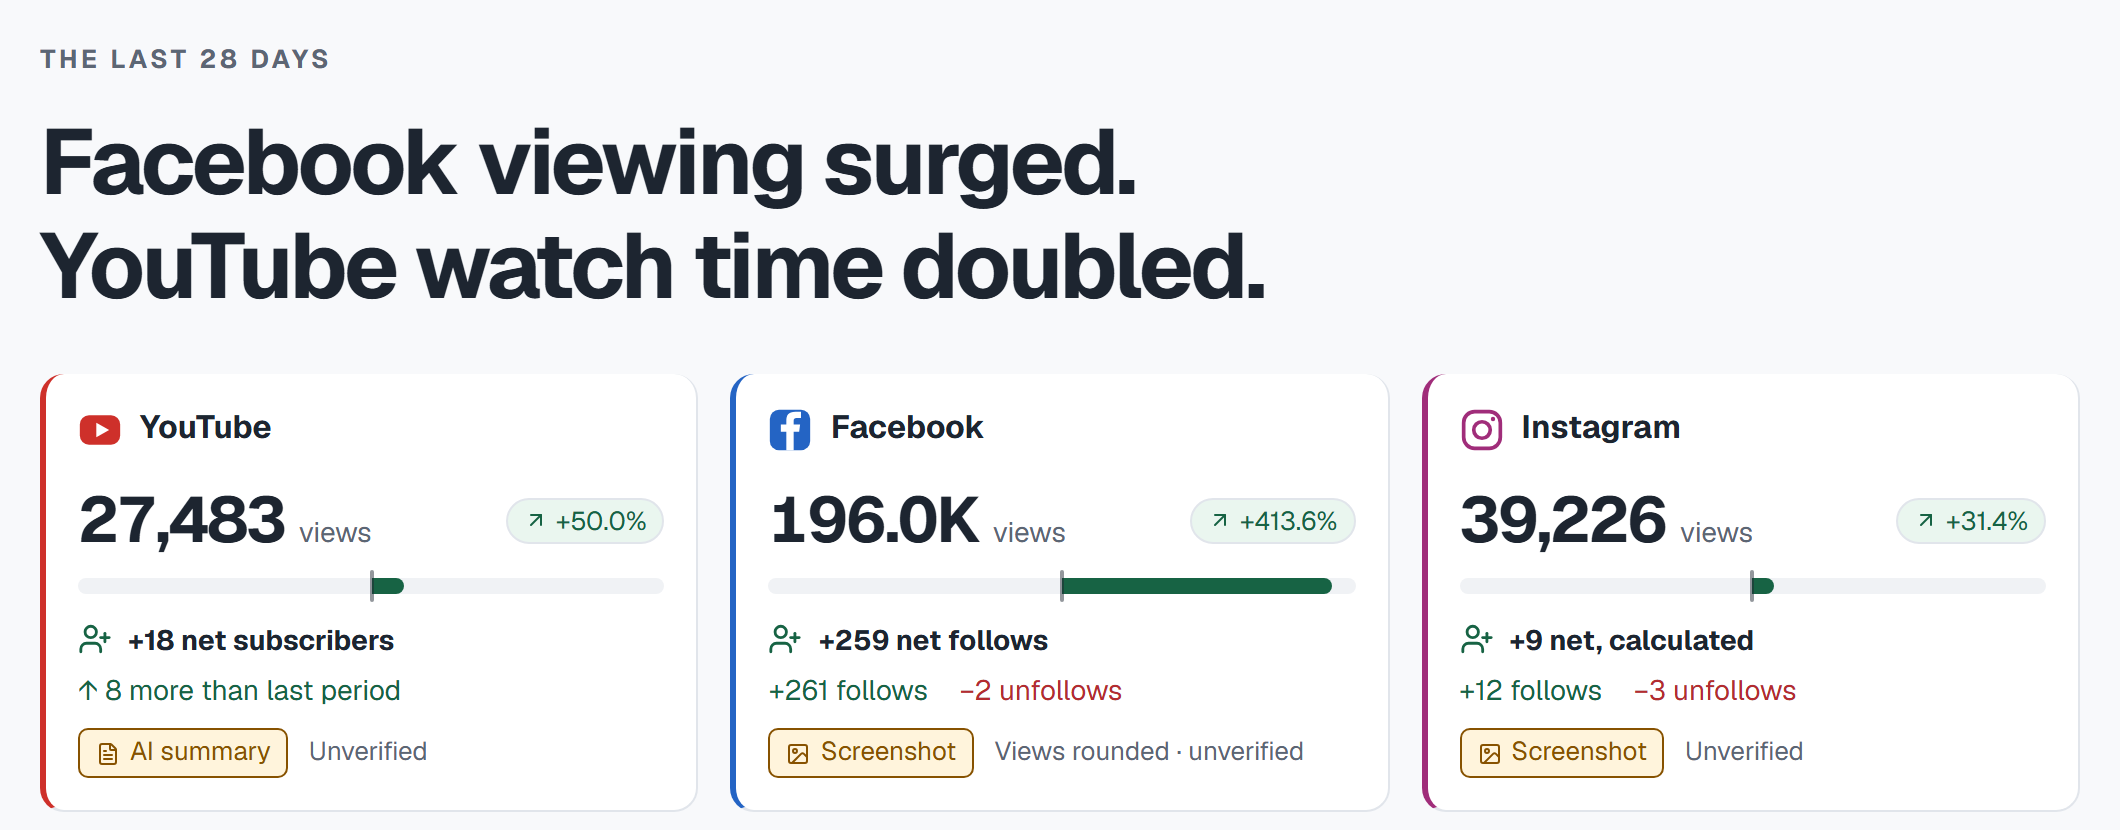 THE LAST 28 DAYS
Facebook viewing surged.
YouTube watch time doubled.
YouTube
27,483 views
+50.0%
+18 net subscribers
↑ 8 more than last period
AI summary
Unverified
Facebook
196.0K views
+413.6%
+259 net follows
+261 follows −2 unfollows
Screenshot
Views rounded · unverified
Instagram
39,226 views
+31.4%
+9 net, calculated
+12 follows −3 unfollows
Screenshot
Unverified